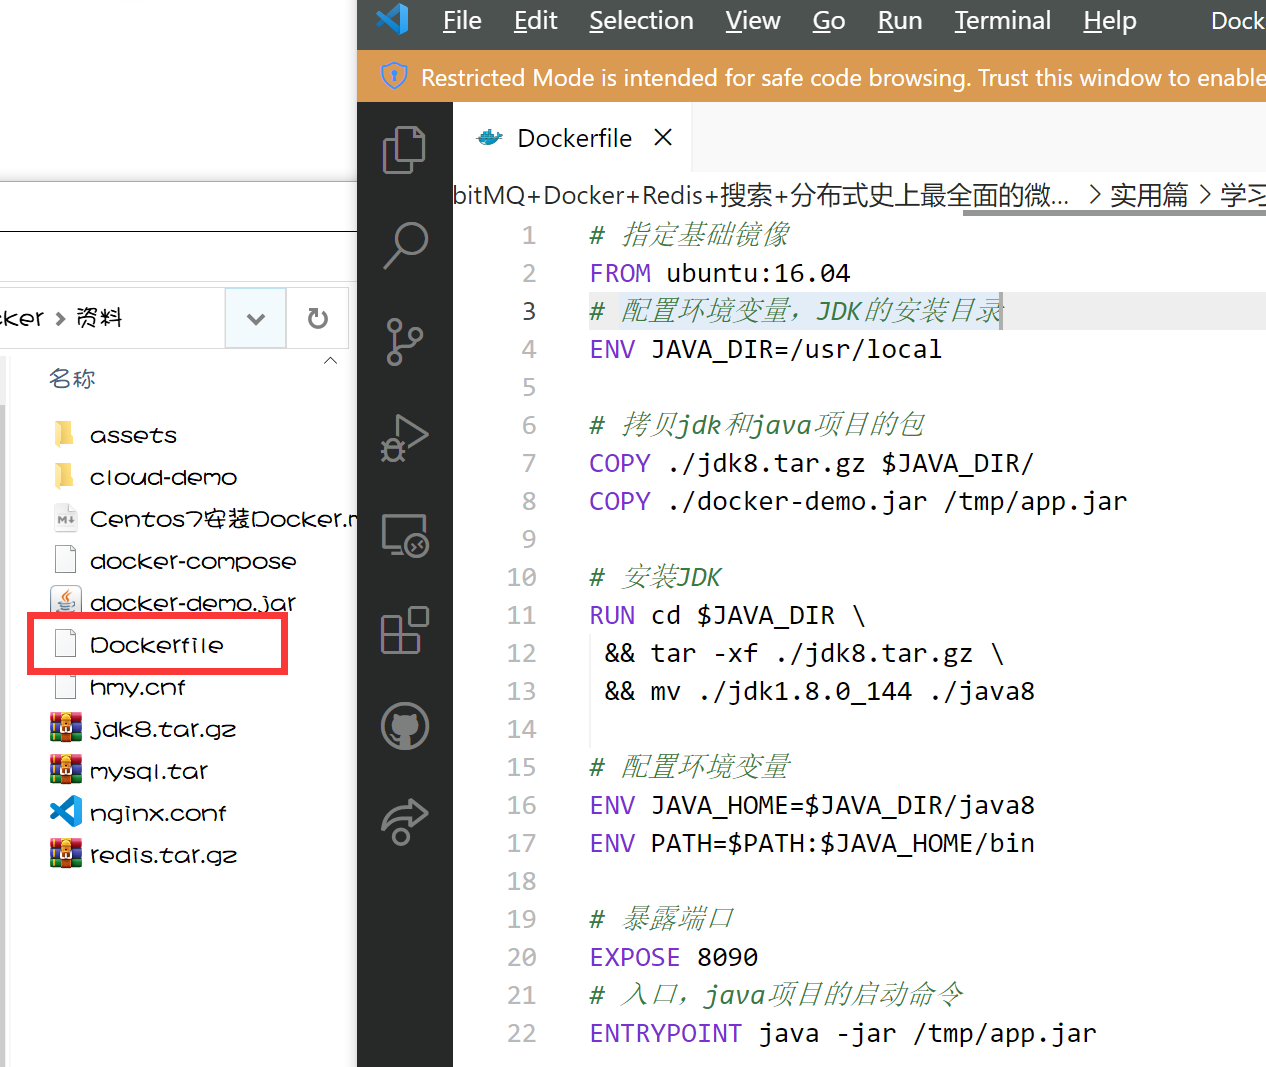 File Edit Selection View Go Run Terminal Help Dock
Restricted Mode is intended for safe code browsing. Trust this window to enable
Dockerfile
bitMQ+Docker+Redis+搜索+分布式史上最全面的微... > 实用篇 > 学习
cker > 资料
名称
assets
cloud-demo
Centos7安装Docker.m
docker-compose
docker-demo.jar
Dockerfile
hmy.cnf
jdk8.tar.gz
mysql.tar
nginx.conf
redis.tar.gz
1 # 指定基础镜像
2 FROM ubuntu:16.04
3 # 配置环境变量，JDK的安装目录
4 ENV JAVA_DIR=/usr/local
5
6 # 拷贝jdk和java项目的包
7 COPY ./jdk8.tar.gz $JAVA_DIR/
8 COPY ./docker-demo.jar /tmp/app.jar
9
10 # 安装JDK
11 RUN cd $JAVA_DIR \
12 && tar -xf ./jdk8.tar.gz \
13 && mv ./jdk1.8.0_144 ./java8
14
15 # 配置环境变量
16 ENV JAVA_HOME=$JAVA_DIR/java8
17 ENV PATH=$PATH:$JAVA_HOME/bin
18
19 # 暴露端口
20 EXPOSE 8090
21 # 入口，java项目的启动命令
22 ENTRYPOINT java -jar /tmp/app.jar